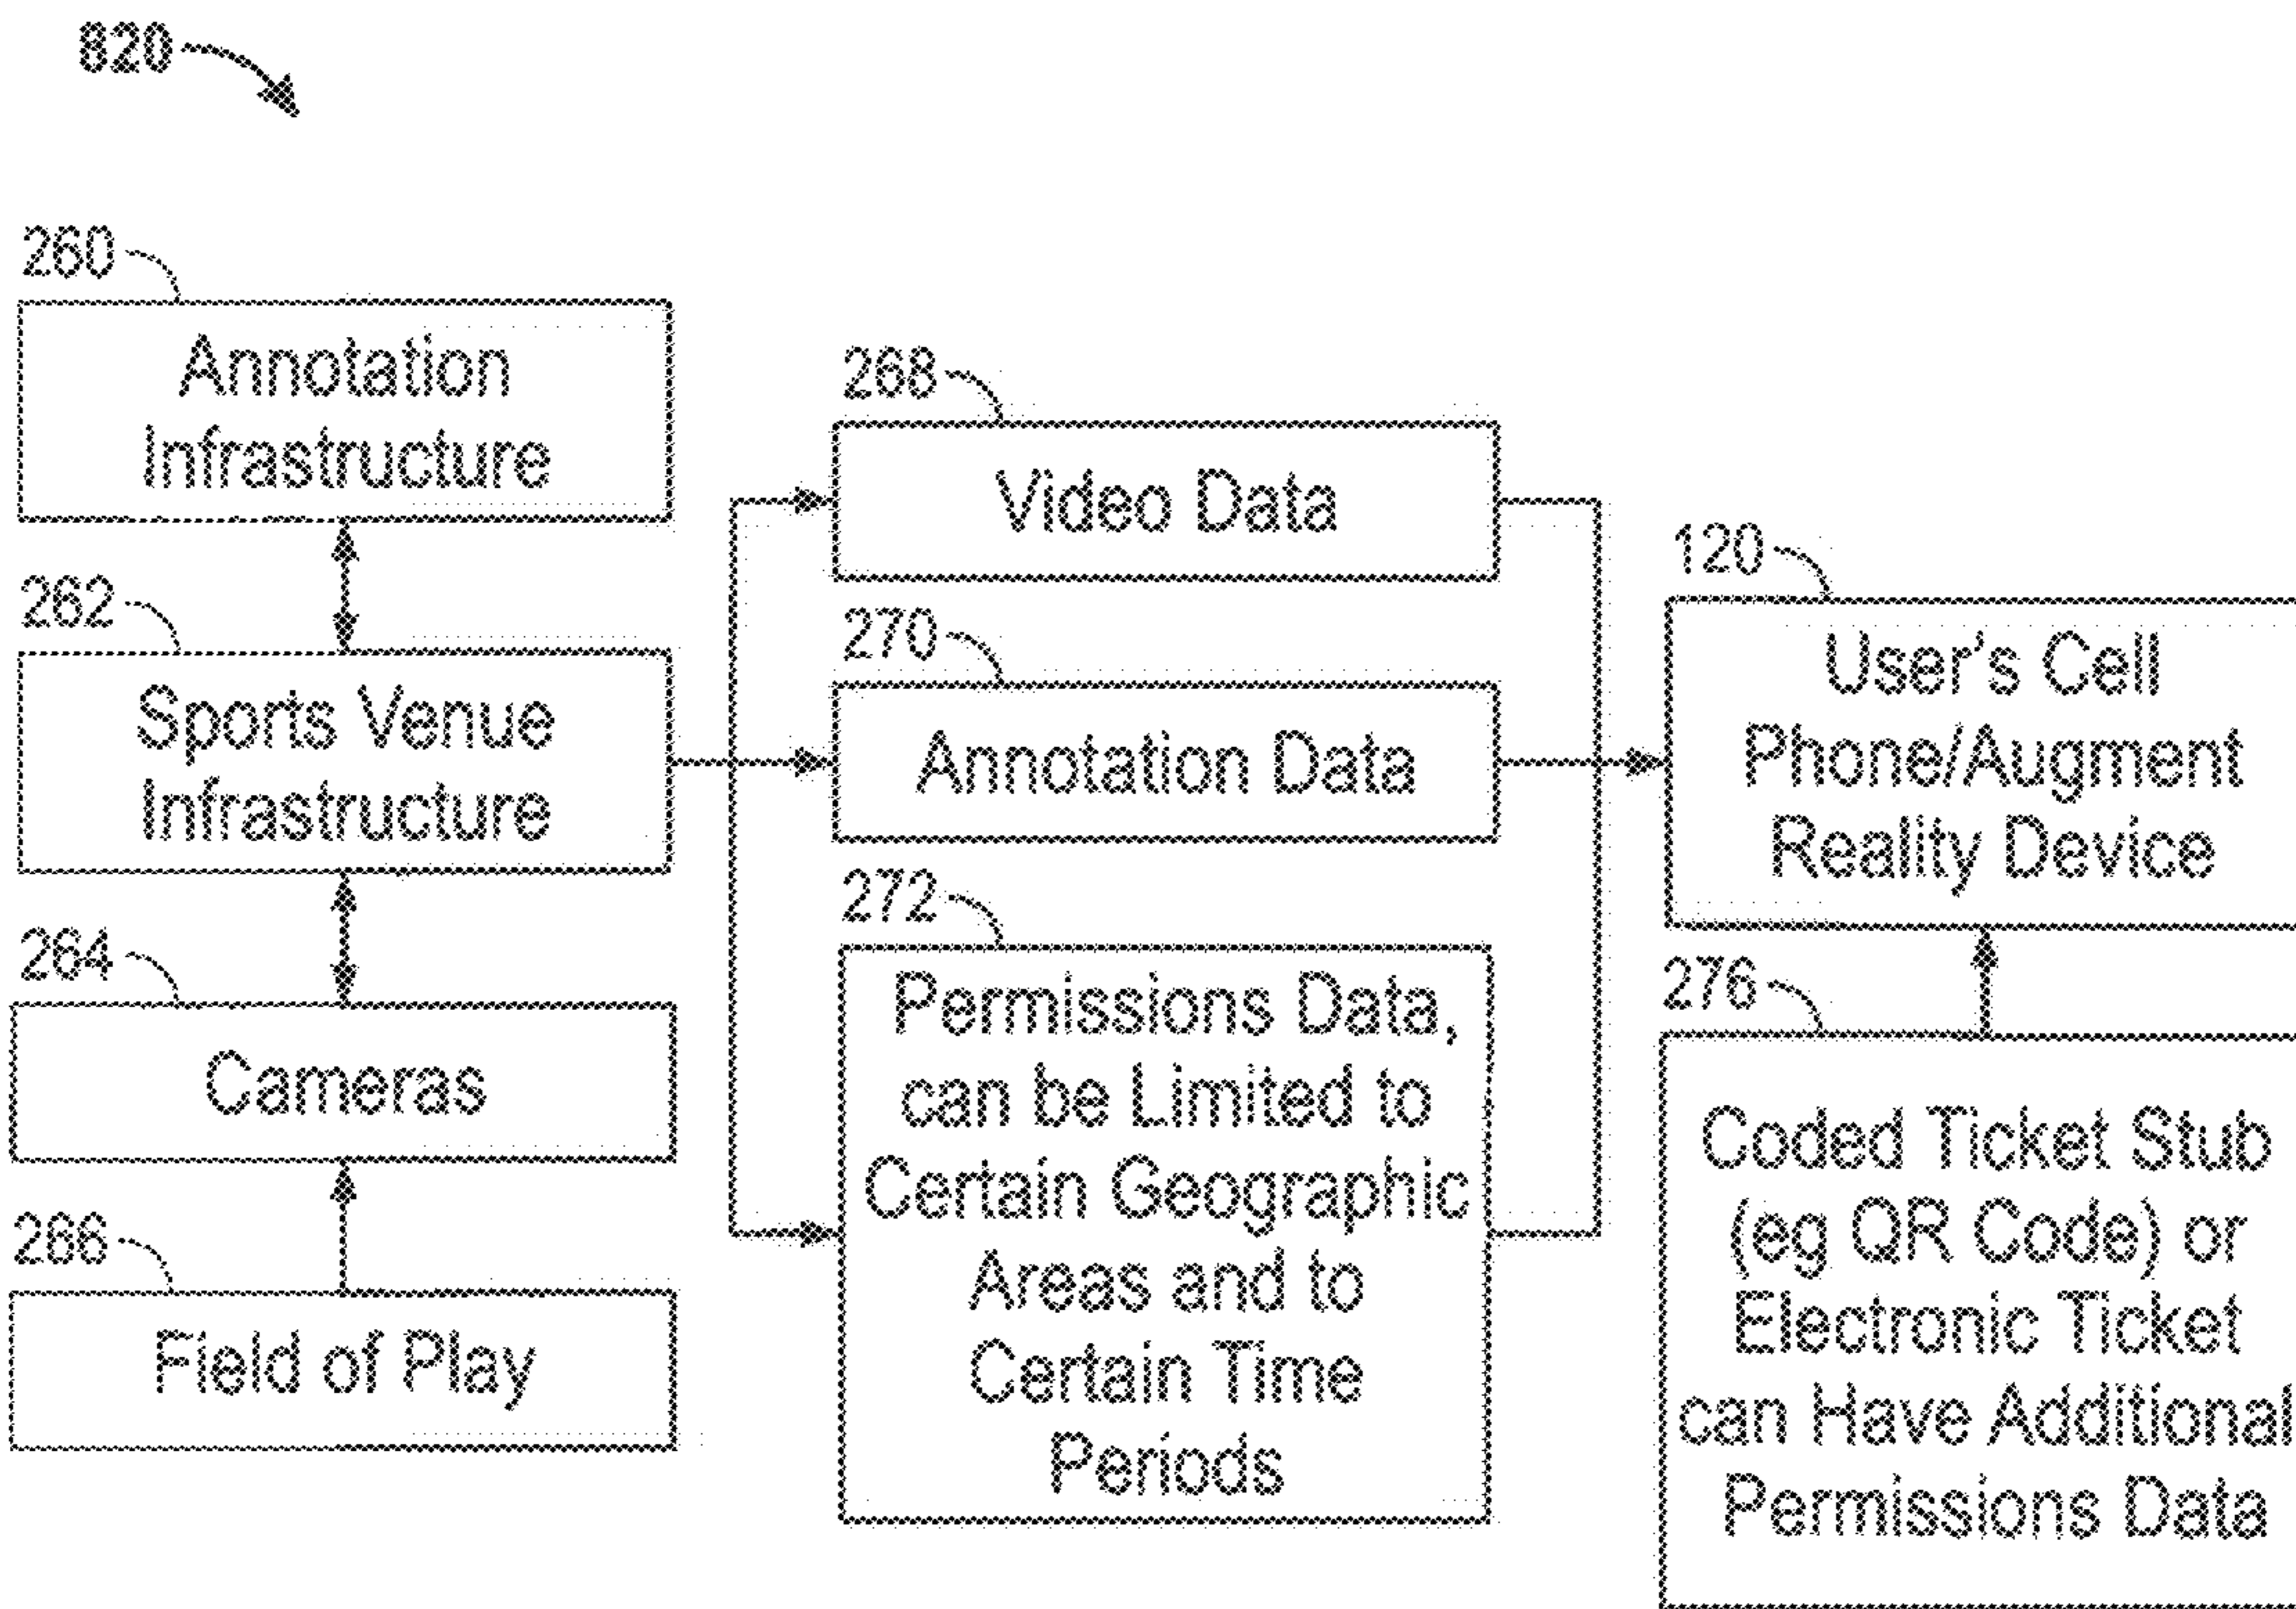 820
260
Annotation
Infrastructure
262
Sports Venue
Infrastructure
264
Cameras
266
Field of Play
268
Video Data
270
Annotation Data
272
Permissions Data,
can be Limited to
Certain Geographic
Areas and to
Certain Time
Periods
120
User's Cell
Phone/Augment
Reality Device
276
Coded Ticket Stub
(eg QR Code) or
Electronic Ticket
can Have Additional
Permissions Data